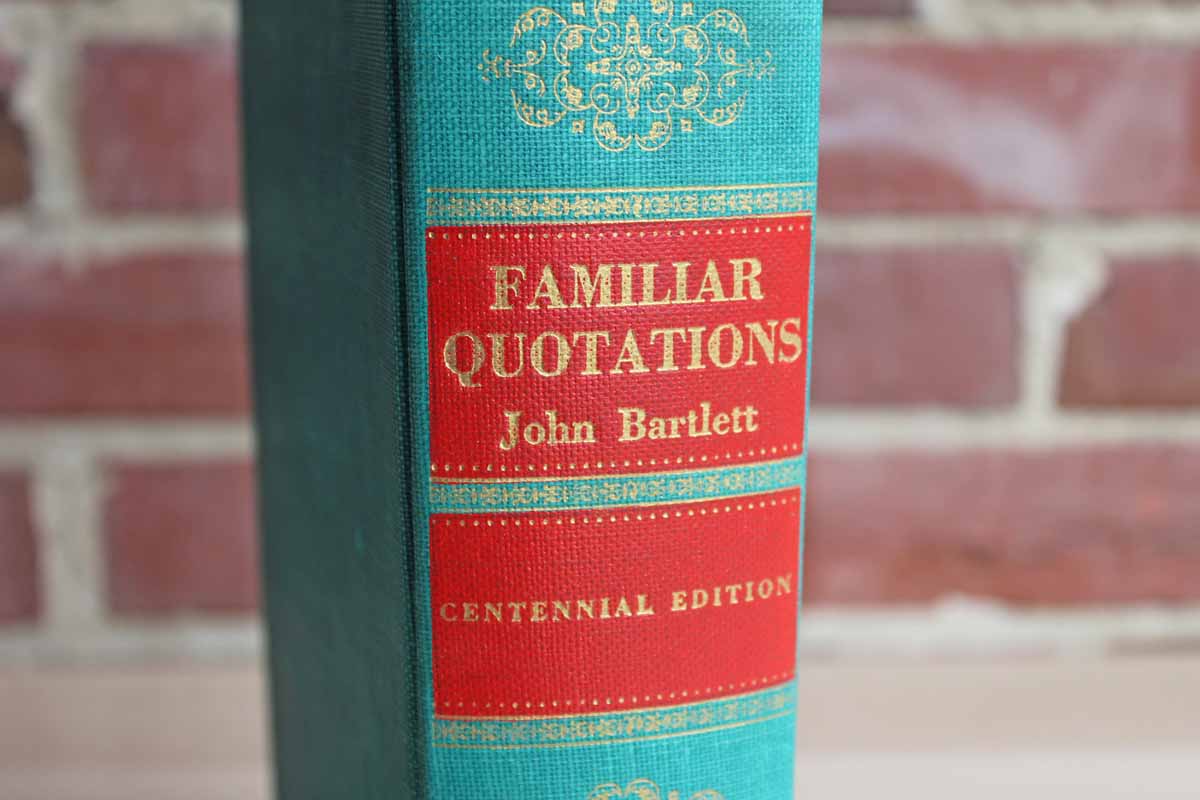 FAMILIAR
QUOTATIONS
John Bartlett
CENTENNIAL EDITION